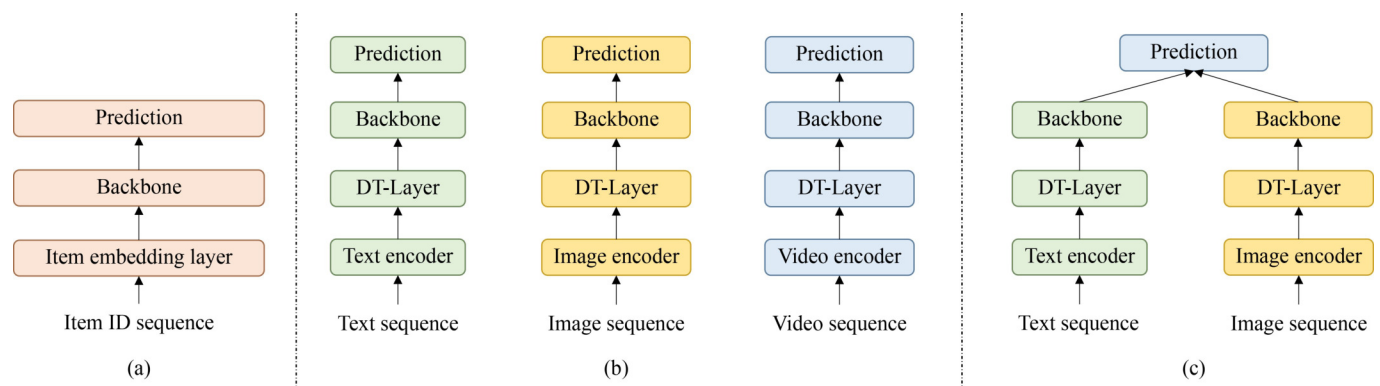 Prediction
Backbone
Item embedding layer
Item ID sequence
(a)
Prediction
Backbone
DT-Layer
Text encoder
Text sequence
Prediction
Backbone
DT-Layer
Image encoder
Image sequence
Prediction
Backbone
DT-Layer
Video encoder
Video sequence
(b)
Prediction
Backbone
DT-Layer
Text encoder
Text sequence
Backbone
DT-Layer
Image encoder
Image sequence
(c)